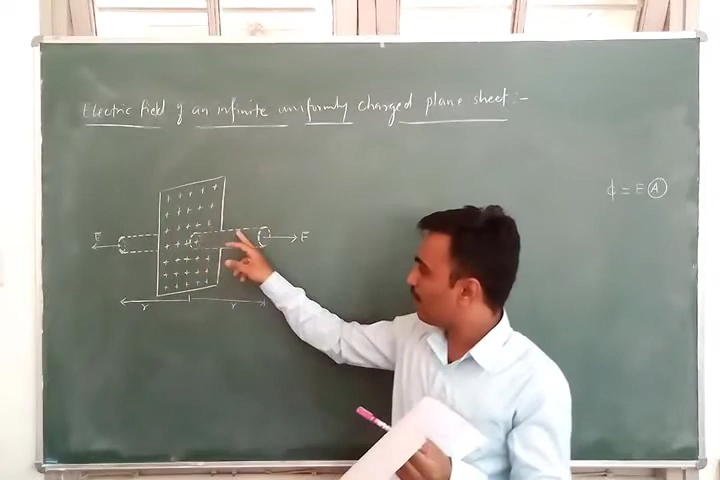 Electric field of an infinite uniformly charged plane sheet :-
ϕ = E A
E
E
r
r